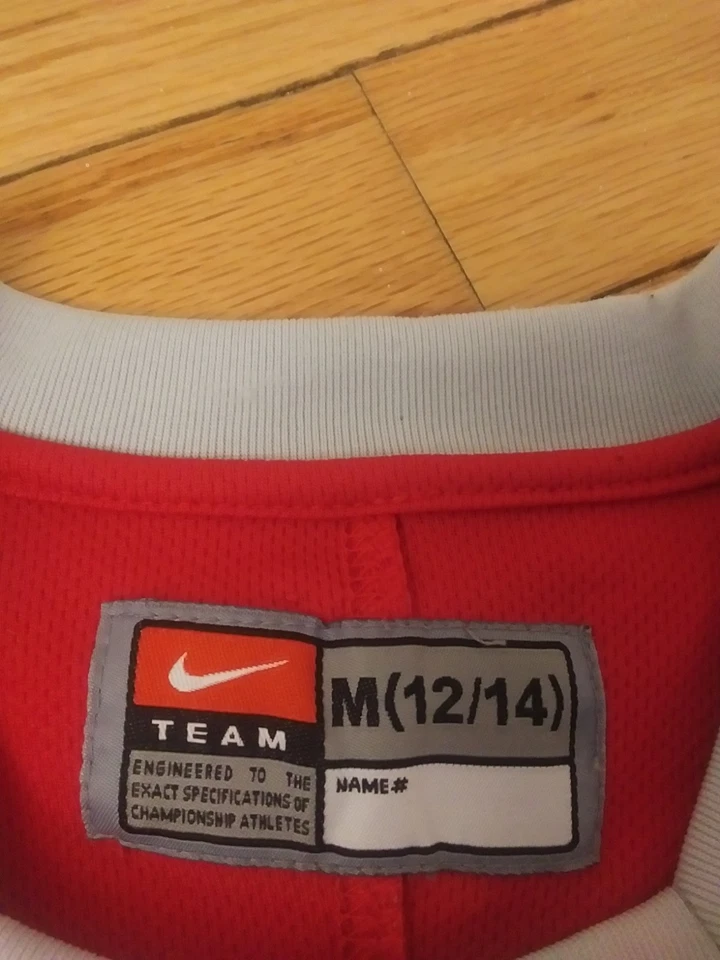 TEAM
ENGINEERED TO THE
EXACT SPECIFICATIONS OF
CHAMPIONSHIP ATHLETES
M(12/14)
NAME#